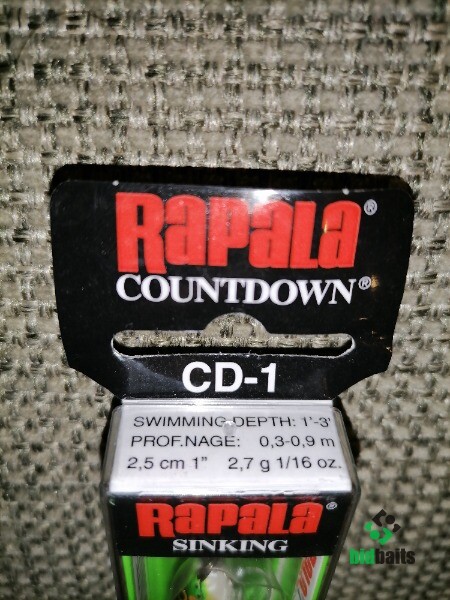 RAPALA®
COUNTDOWN®
CD-1
SWIMMING DEPTH: 1'-3'
PROF.NAGE: 0,3-0,9 m
2,5 cm 1" 2,7 g 1/16 oz.
RAPALA®
SINKING
bidbaits